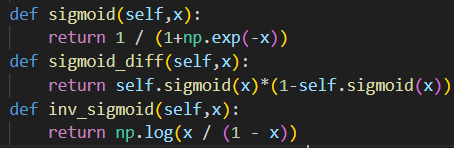 def sigmoid(self,x):
    return 1 / (1+np.exp(-x))
def sigmoid_diff(self,x):
    return self.sigmoid(x)*(1-self.sigmoid(x))
def inv_sigmoid(self,x):
    return np.log(x / (1 - x))